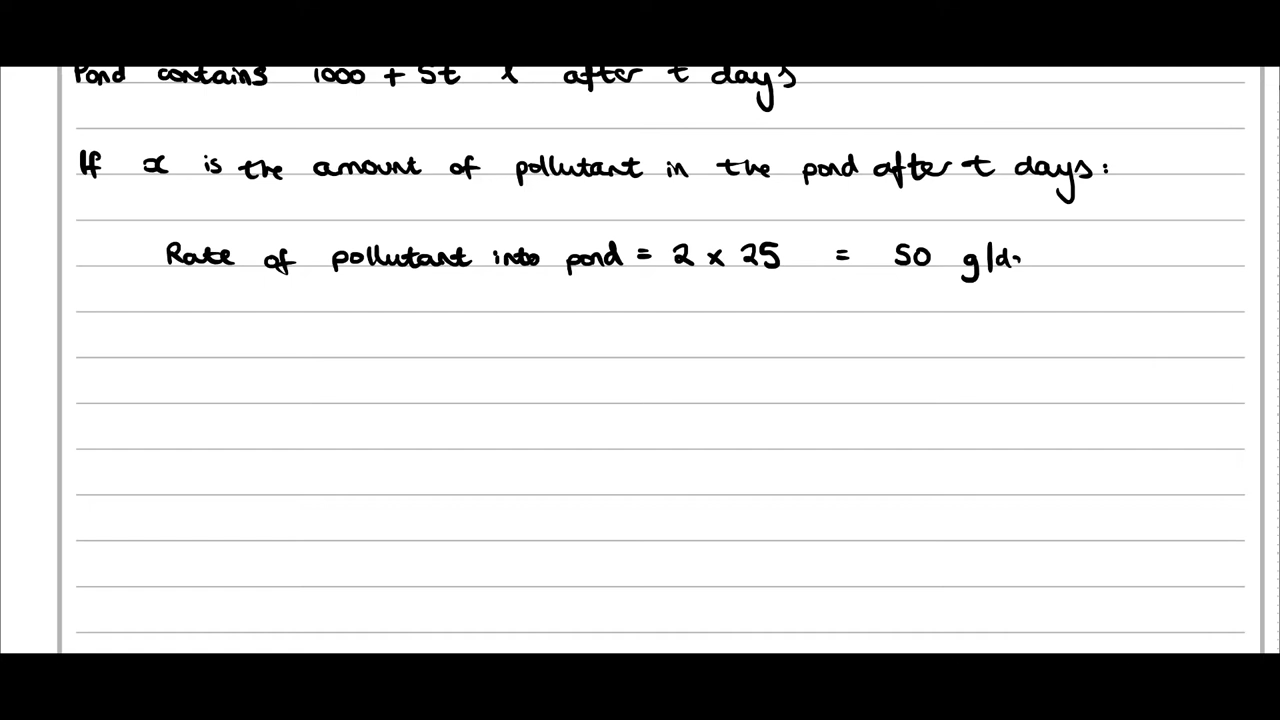 Pond contains 1000 + 5t after t days
If x is the amount of pollutant in the pond after t days:
Rate of pollutant into pond = 2 × 25 = 50 g/d